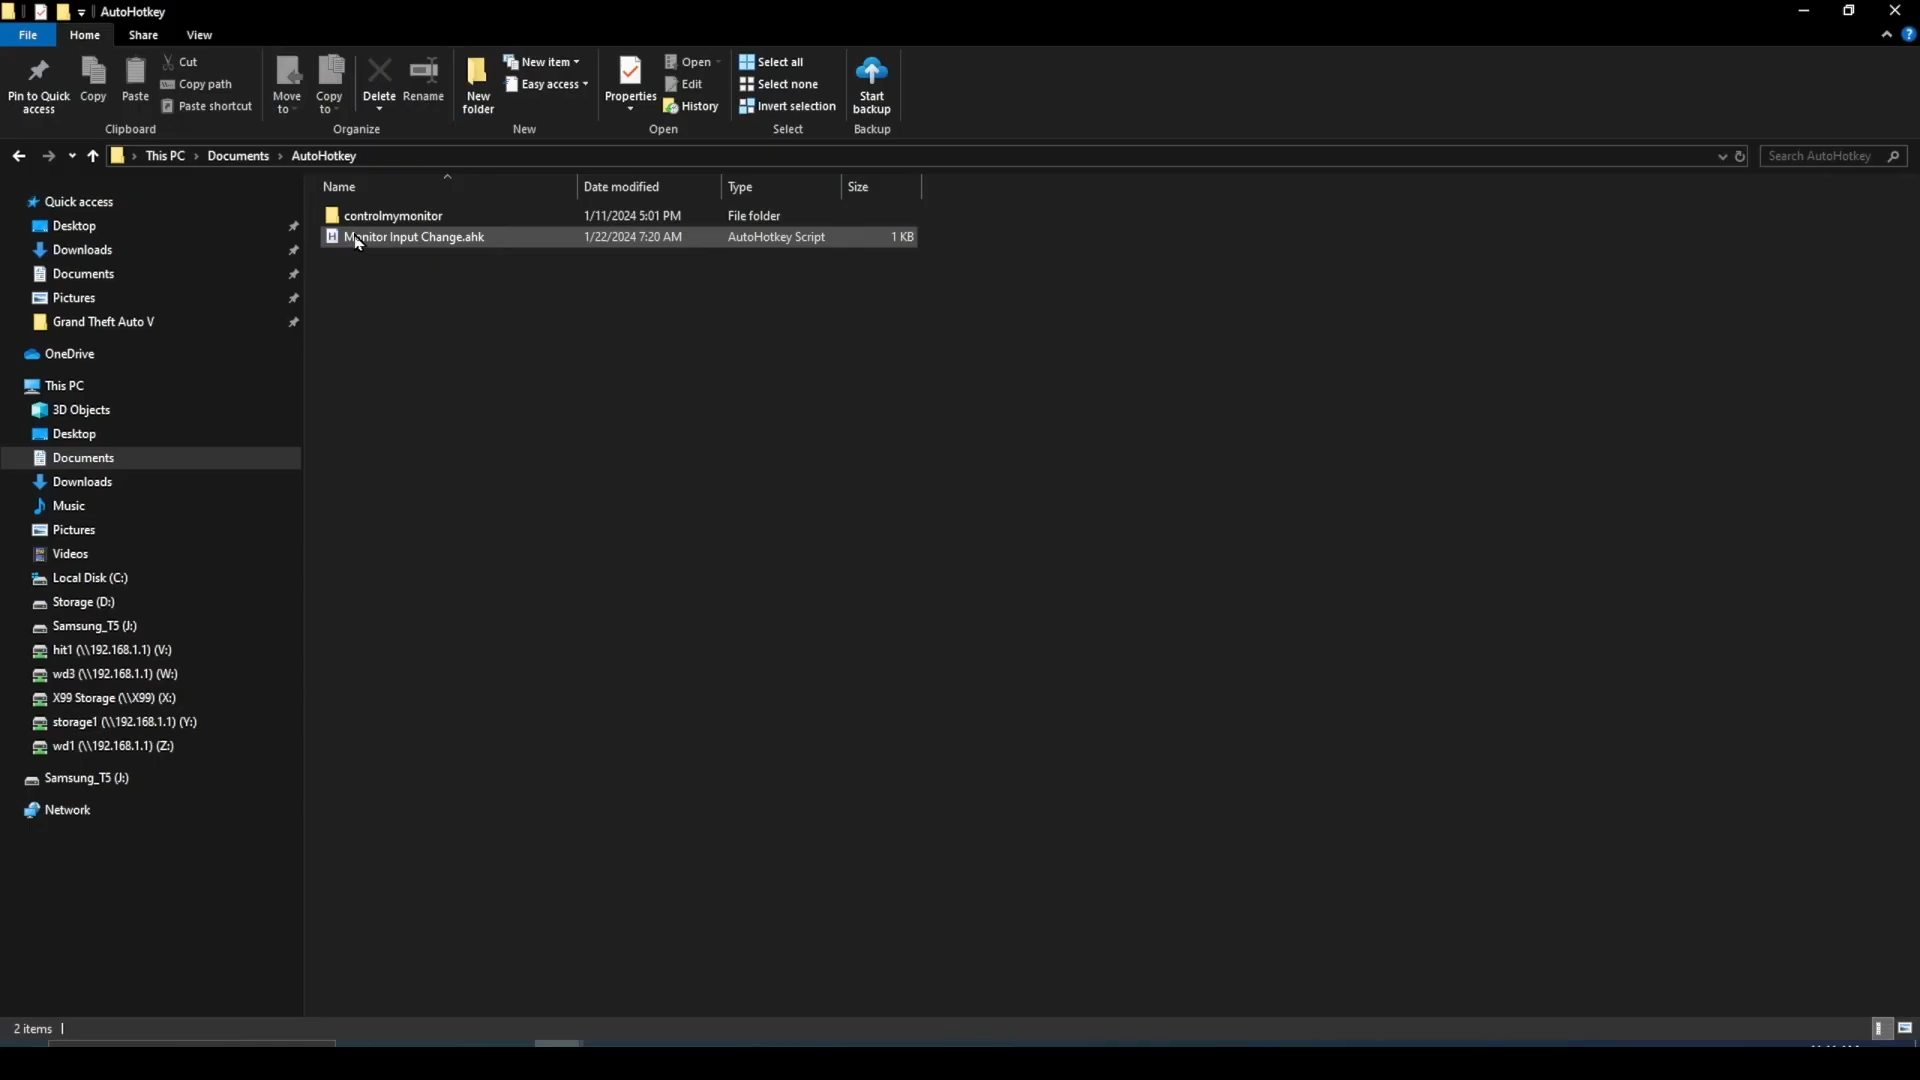 AutoHotkey
File Home Share View
Pin to Quick access
Copy
Paste
Cut
Copy path
Paste shortcut
Clipboard
Move to
Copy to
Delete
Rename
Organize
New folder
New item
Easy access
New
Properties
Open
Edit
History
Open
Select all
Select none
Invert selection
Select
Start backup
Backup
This PC › Documents › AutoHotkey
Search AutoHotkey
Name Date modified Type Size
controlmymonitor 1/11/2024 5:01 PM File folder
Monitor Input Change.ahk 1/22/2024 7:20 AM AutoHotkey Script 1 KB
Quick access
Desktop
Downloads
Documents
Pictures
Grand Theft Auto V
OneDrive
This PC
3D Objects
Desktop
Documents
Downloads
Music
Pictures
Videos
Local Disk (C:)
Storage (D:)
Samsung_T5 (J:)
hit1 (\\192.168.1.1) (V:)
wd3 (\\192.168.1.1) (W:)
X99 Storage (\\X99) (X:)
storage1 (\\192.168.1.1) (Y:)
wd1 (\\192.168.1.1) (Z:)
Samsung_T5 (J:)
Network
2 items